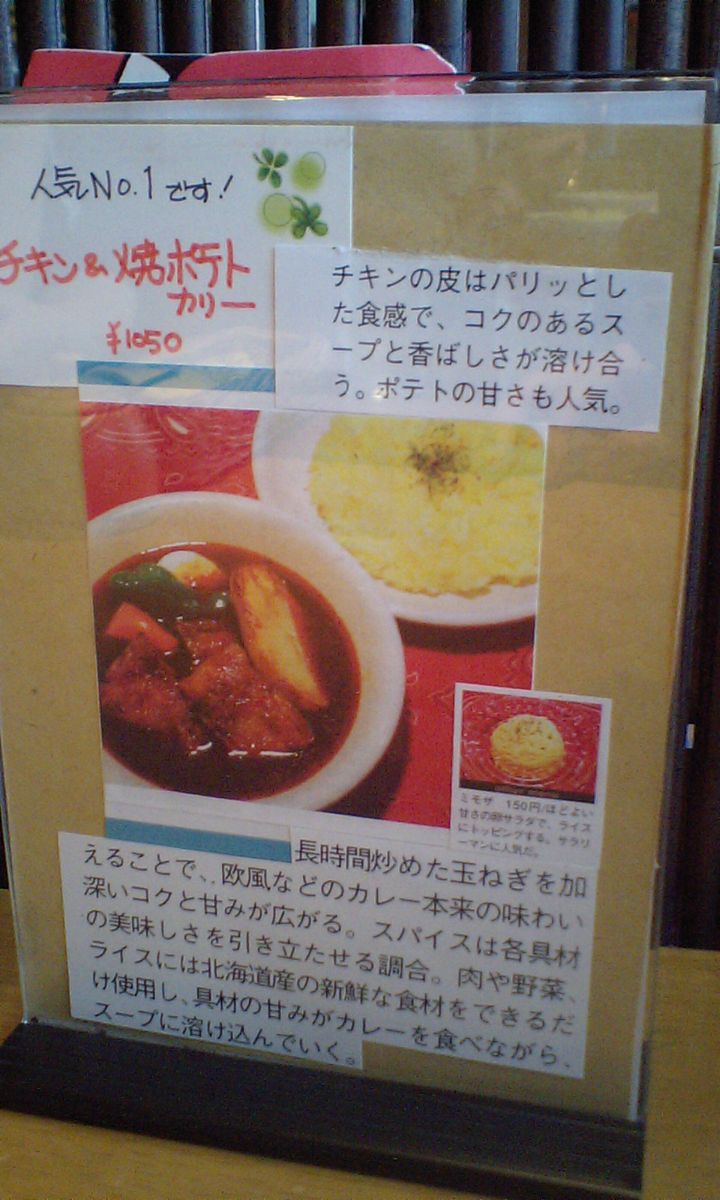 人気No.1です!
チキン&焼ポテト
カリー
¥1050
チキンの皮はパリッとし
た食感で、コクのあるス
ープと香ばしさが溶け合
う。ポテトの甘さも人気。
ミモザ 150円/ほどよい
甘さの卵サラダで、ライス
にトッピングする。サラリ
ーマンに人気だ。
長時間炒めた玉ねぎを加
えることで、欧風などのカレー本来の味わい
深いコクと甘みが広がる。スパイスは各具材
の美味しさを引き立たせる調合。肉や野菜、
ライスには北海道産の新鮮な食材をできるだ
け使用し、具材の甘みがカレーを食べながら、
スープに溶け込んでいく。